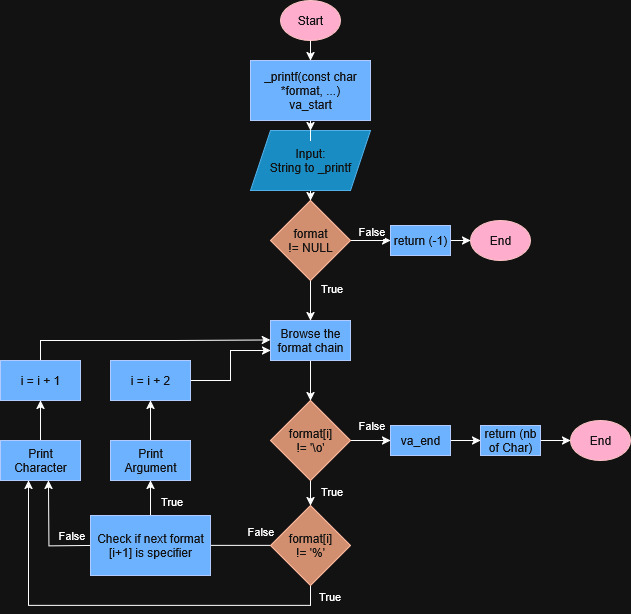 Start
_printf(const char
*format, ...)
va_start
Input:
String to _printf
format
!= NULL
False
return (-1)
End
True
Browse the
format chain
i = i + 1
i = i + 2
format[i]
!= '\o'
False
va_end
return (nb
of Char)
End
Print
Character
Print
Argument
True
True
False
Check if next format
[i+1] is specifier
False
format[i]
!= '%'
True